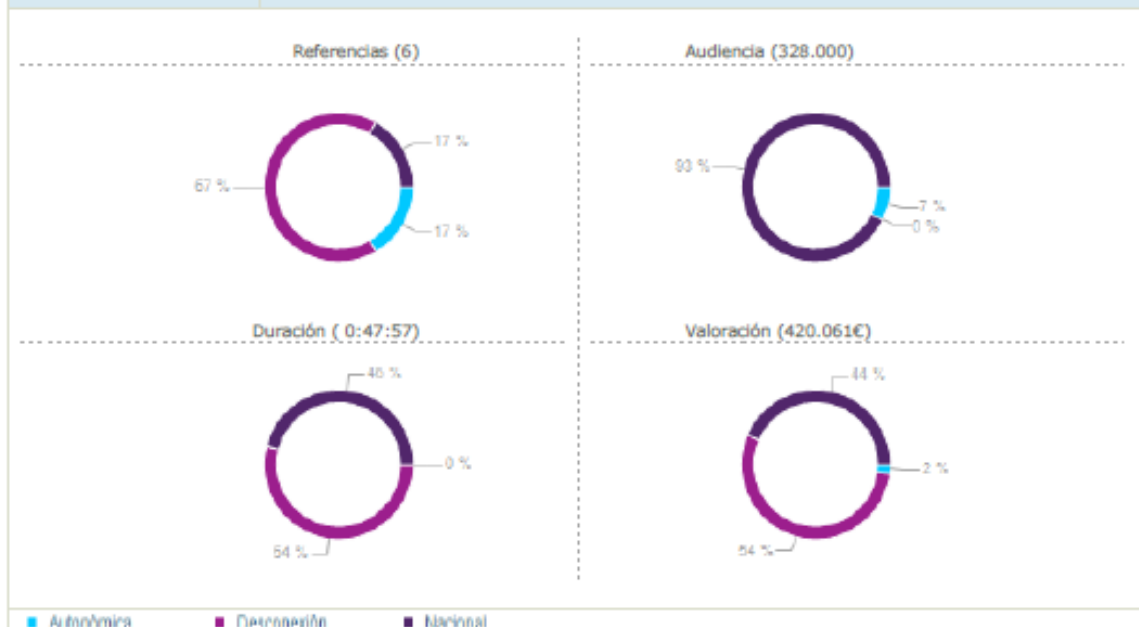 Referencias (6)
17 %
67 %
17 %
Audiencia (328.000)
93 %
7 %
0 %
Duración ( 0:47:57)
46 %
0 %
54 %
Valoración (420.061€)
44 %
2 %
54 %
Autonómica
Desconexión
Nacional